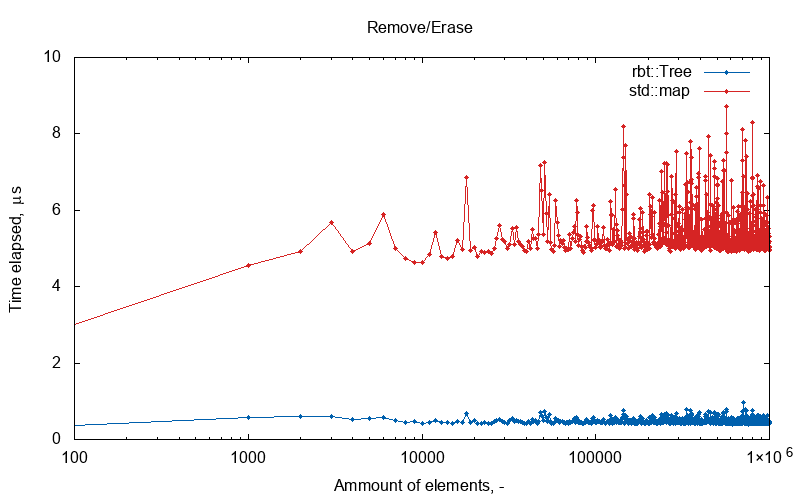 Remove/Erase
rbt::Tree
std::map
10
8
6
4
2
0
Time elapsed, μs
100
1000
10000
100000
1·10⁶
Ammount of elements, -